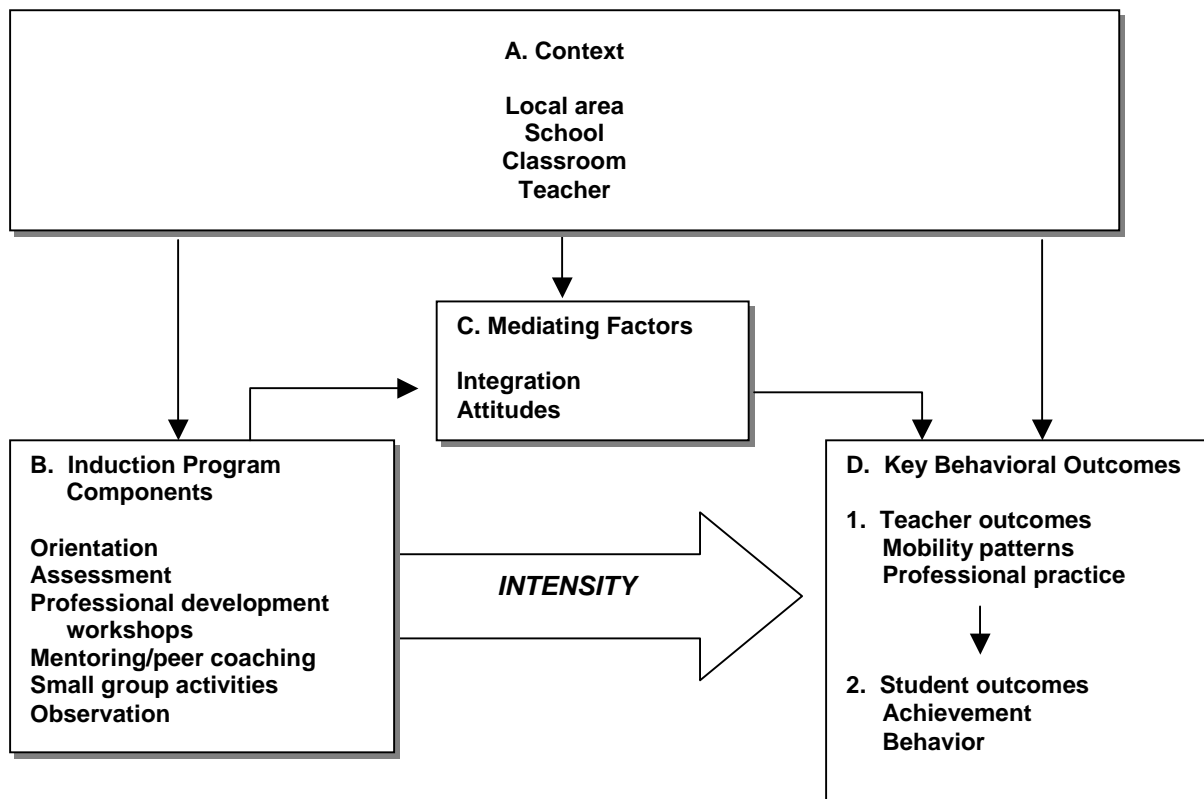 A. Context
Local area
School
Classroom
Teacher
C. Mediating Factors
Integration
Attitudes
B. Induction Program
Components
Orientation
Assessment
Professional development
workshops
Mentoring/peer coaching
Small group activities
Observation
INTENSITY
D. Key Behavioral Outcomes
1. Teacher outcomes
Mobility patterns
Professional practice
2. Student outcomes
Achievement
Behavior